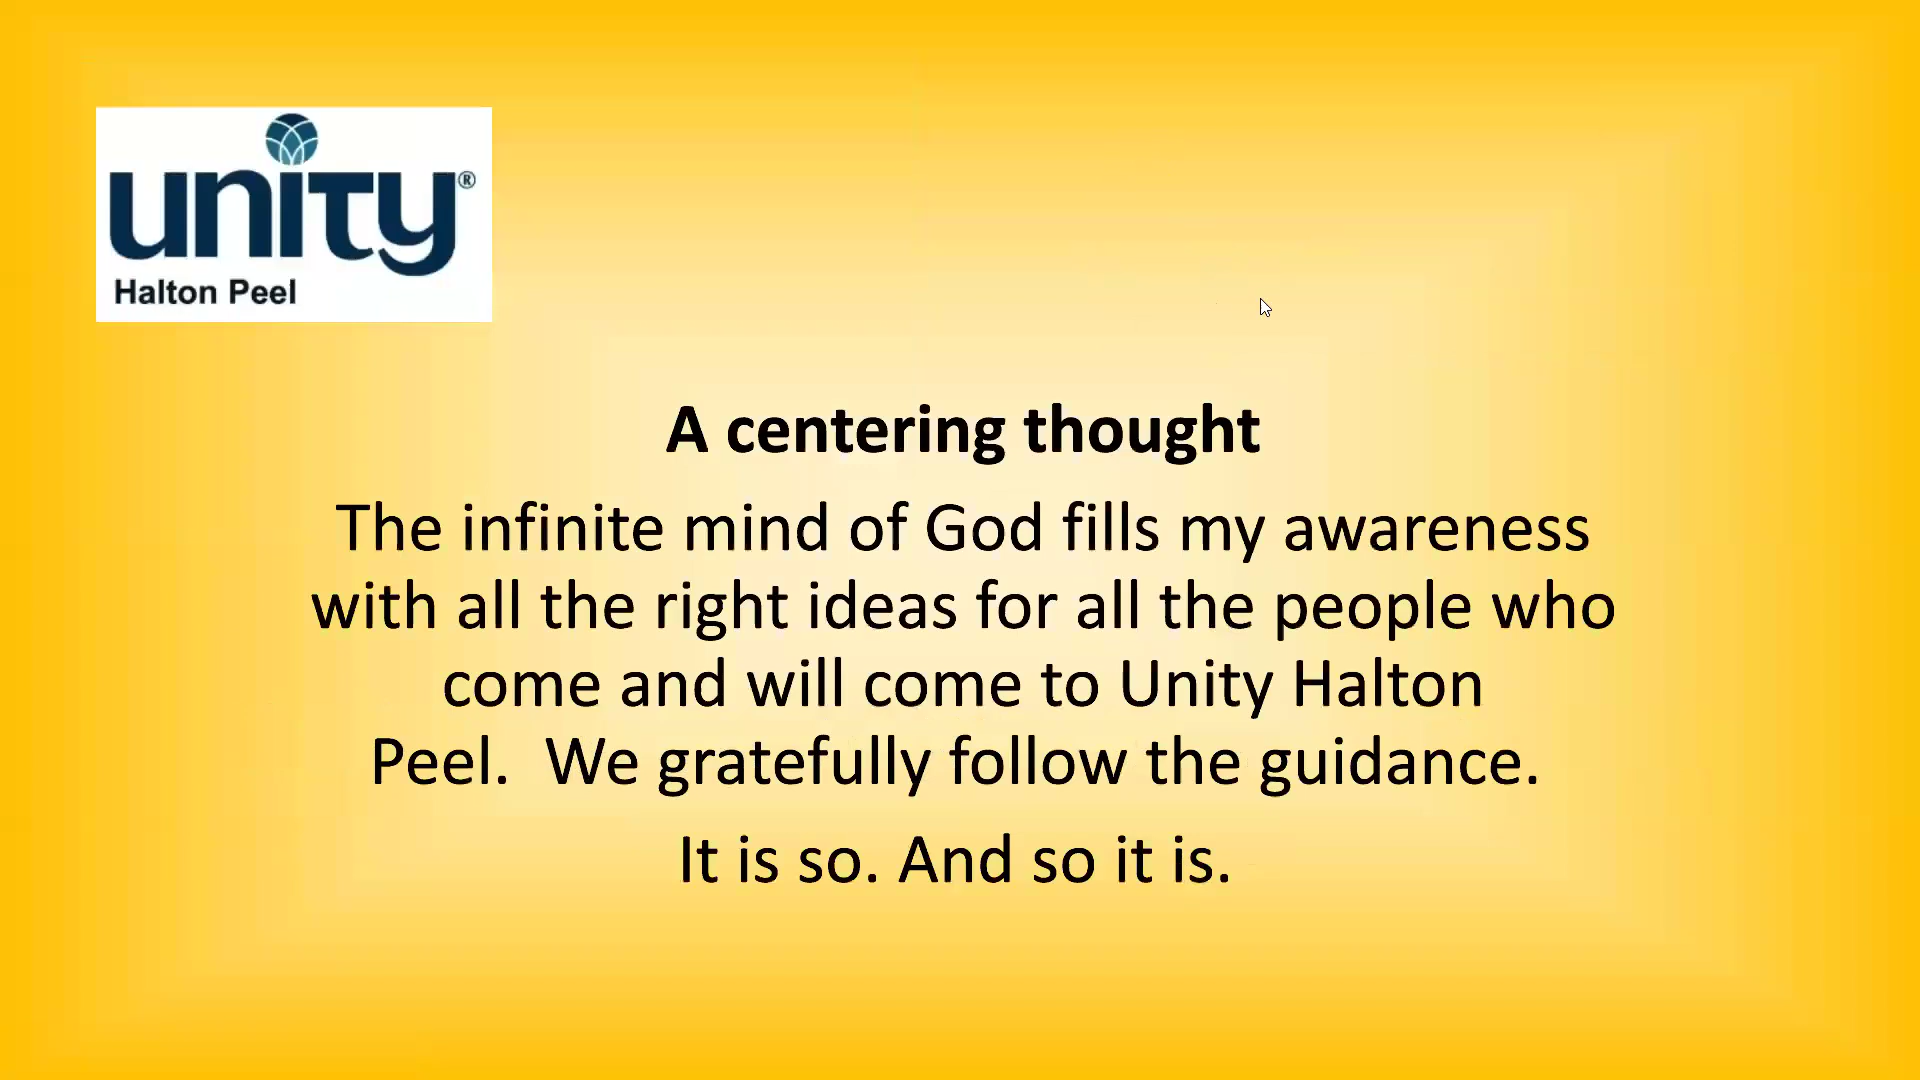 unity®
Halton Peel
A centering thought
The infinite mind of God fills my awareness
with all the right ideas for all the people who
come and will come to Unity Halton
Peel.  We gratefully follow the guidance.
It is so. And so it is.